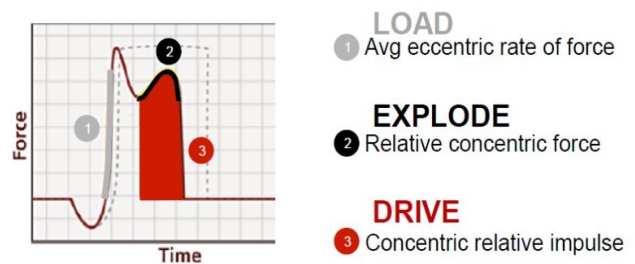 Force
1
2
3
Time
LOAD
1 Avg eccentric rate of force
EXPLODE
2 Relative concentric force
DRIVE
3 Concentric relative impulse